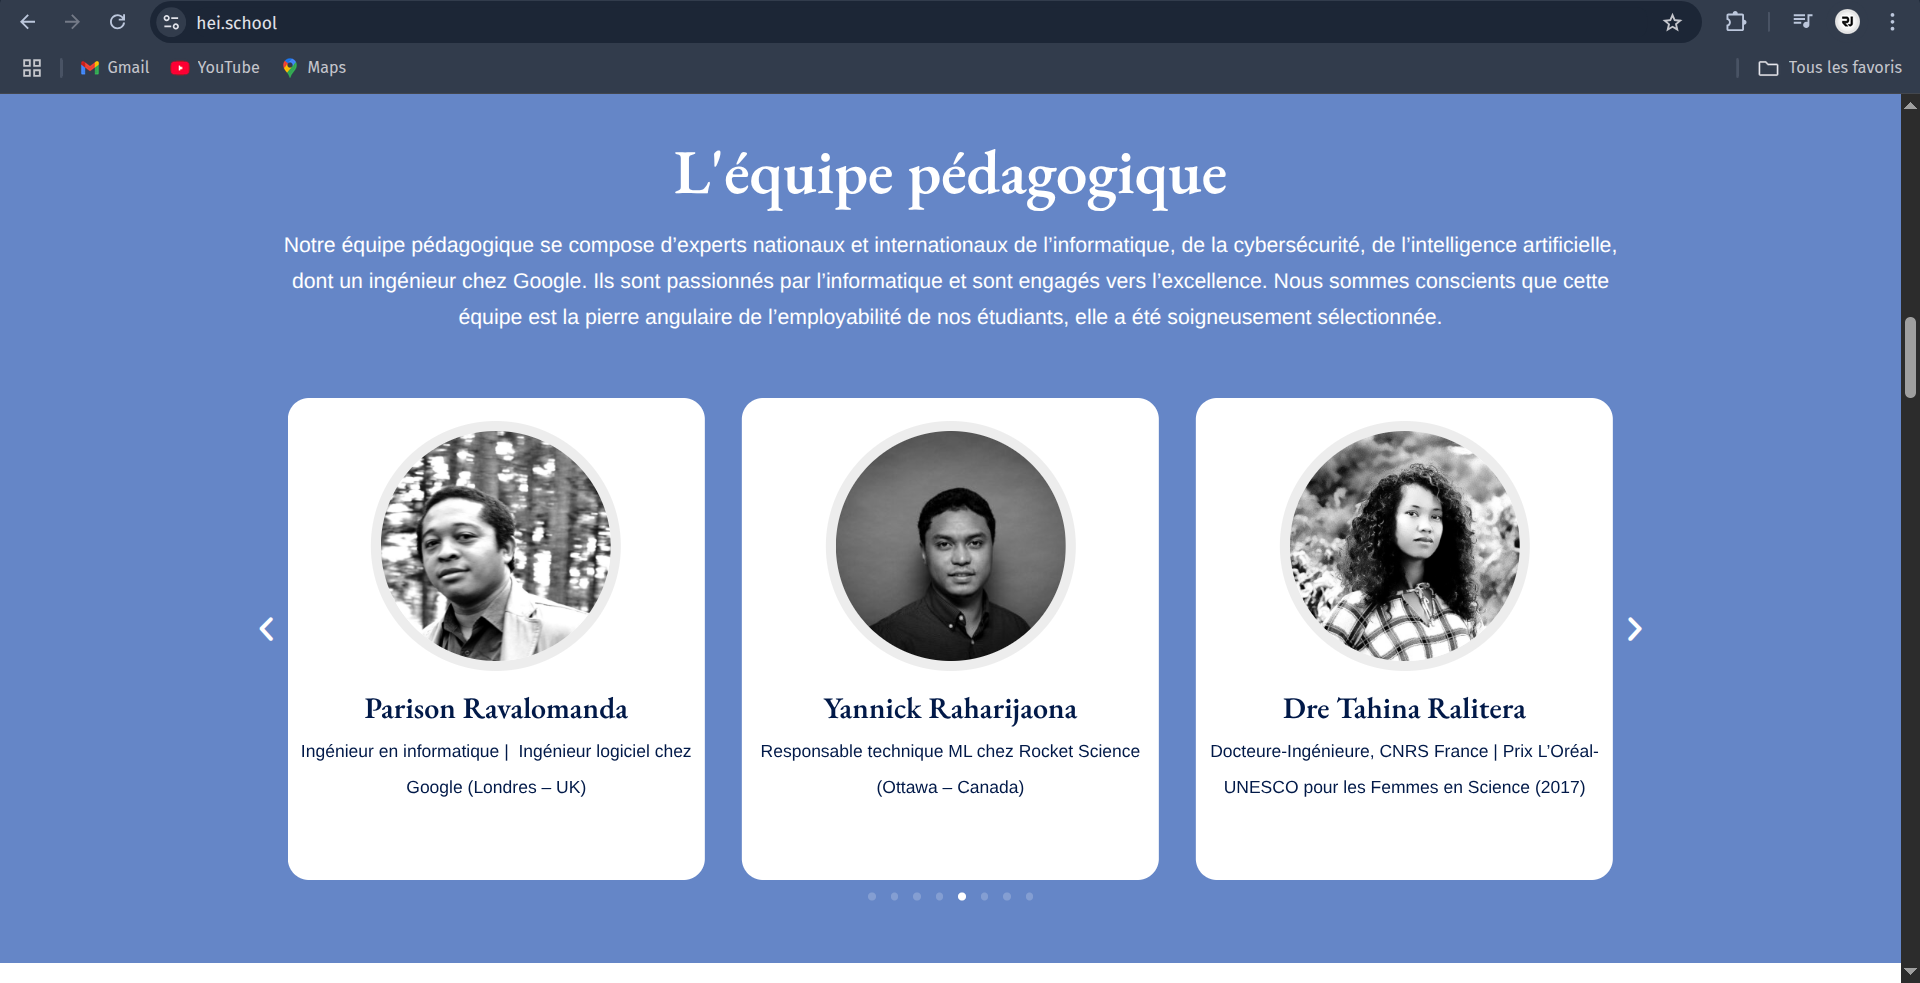 hei.school
Gmail
YouTube
Maps
Tous les favoris
L'équipe pédagogique
Notre équipe pédagogique se compose d’experts nationaux et internationaux de l’informatique, de la cybersécurité, de l’intelligence artificielle,
dont un ingénieur chez Google. Ils sont passionnés par l’informatique et sont engagés vers l’excellence. Nous sommes conscients que cette
équipe est la pierre angulaire de l’employabilité de nos étudiants, elle a été soigneusement sélectionnée.
Parison Ravalomanda
Ingénieur en informatique | Ingénieur logiciel chez
Google (Londres – UK)
Yannick Raharijaona
Responsable technique ML chez Rocket Science
(Ottawa – Canada)
Dre Tahina Ralitera
Docteure-Ingénieure, CNRS France | Prix L’Oréal-
UNESCO pour les Femmes en Science (2017)